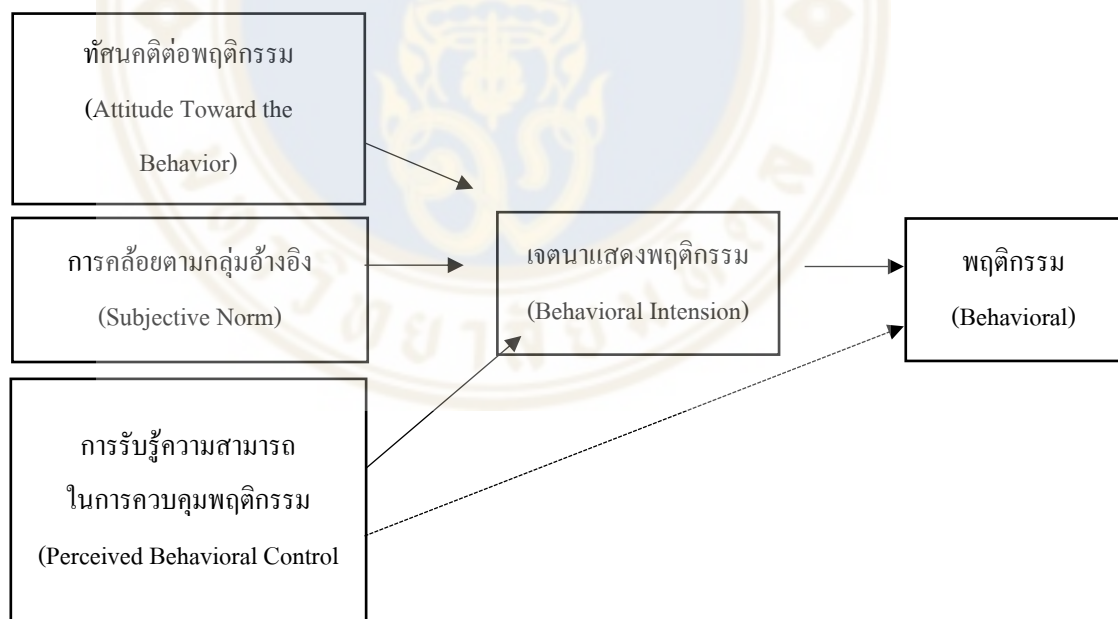 ทัศนคติต่อพฤติกรรม
(Attitude Toward the
Behavior)
การคล้อยตามกลุ่มอ้างอิง
(Subjective Norm)
เจตนาแสดงพฤติกรรม
(Behavioral Intension)
พฤติกรรม
(Behavioral)
การรับรู้ความสามารถ
ในการควบคุมพฤติกรรม
(Perceived Behavioral Control